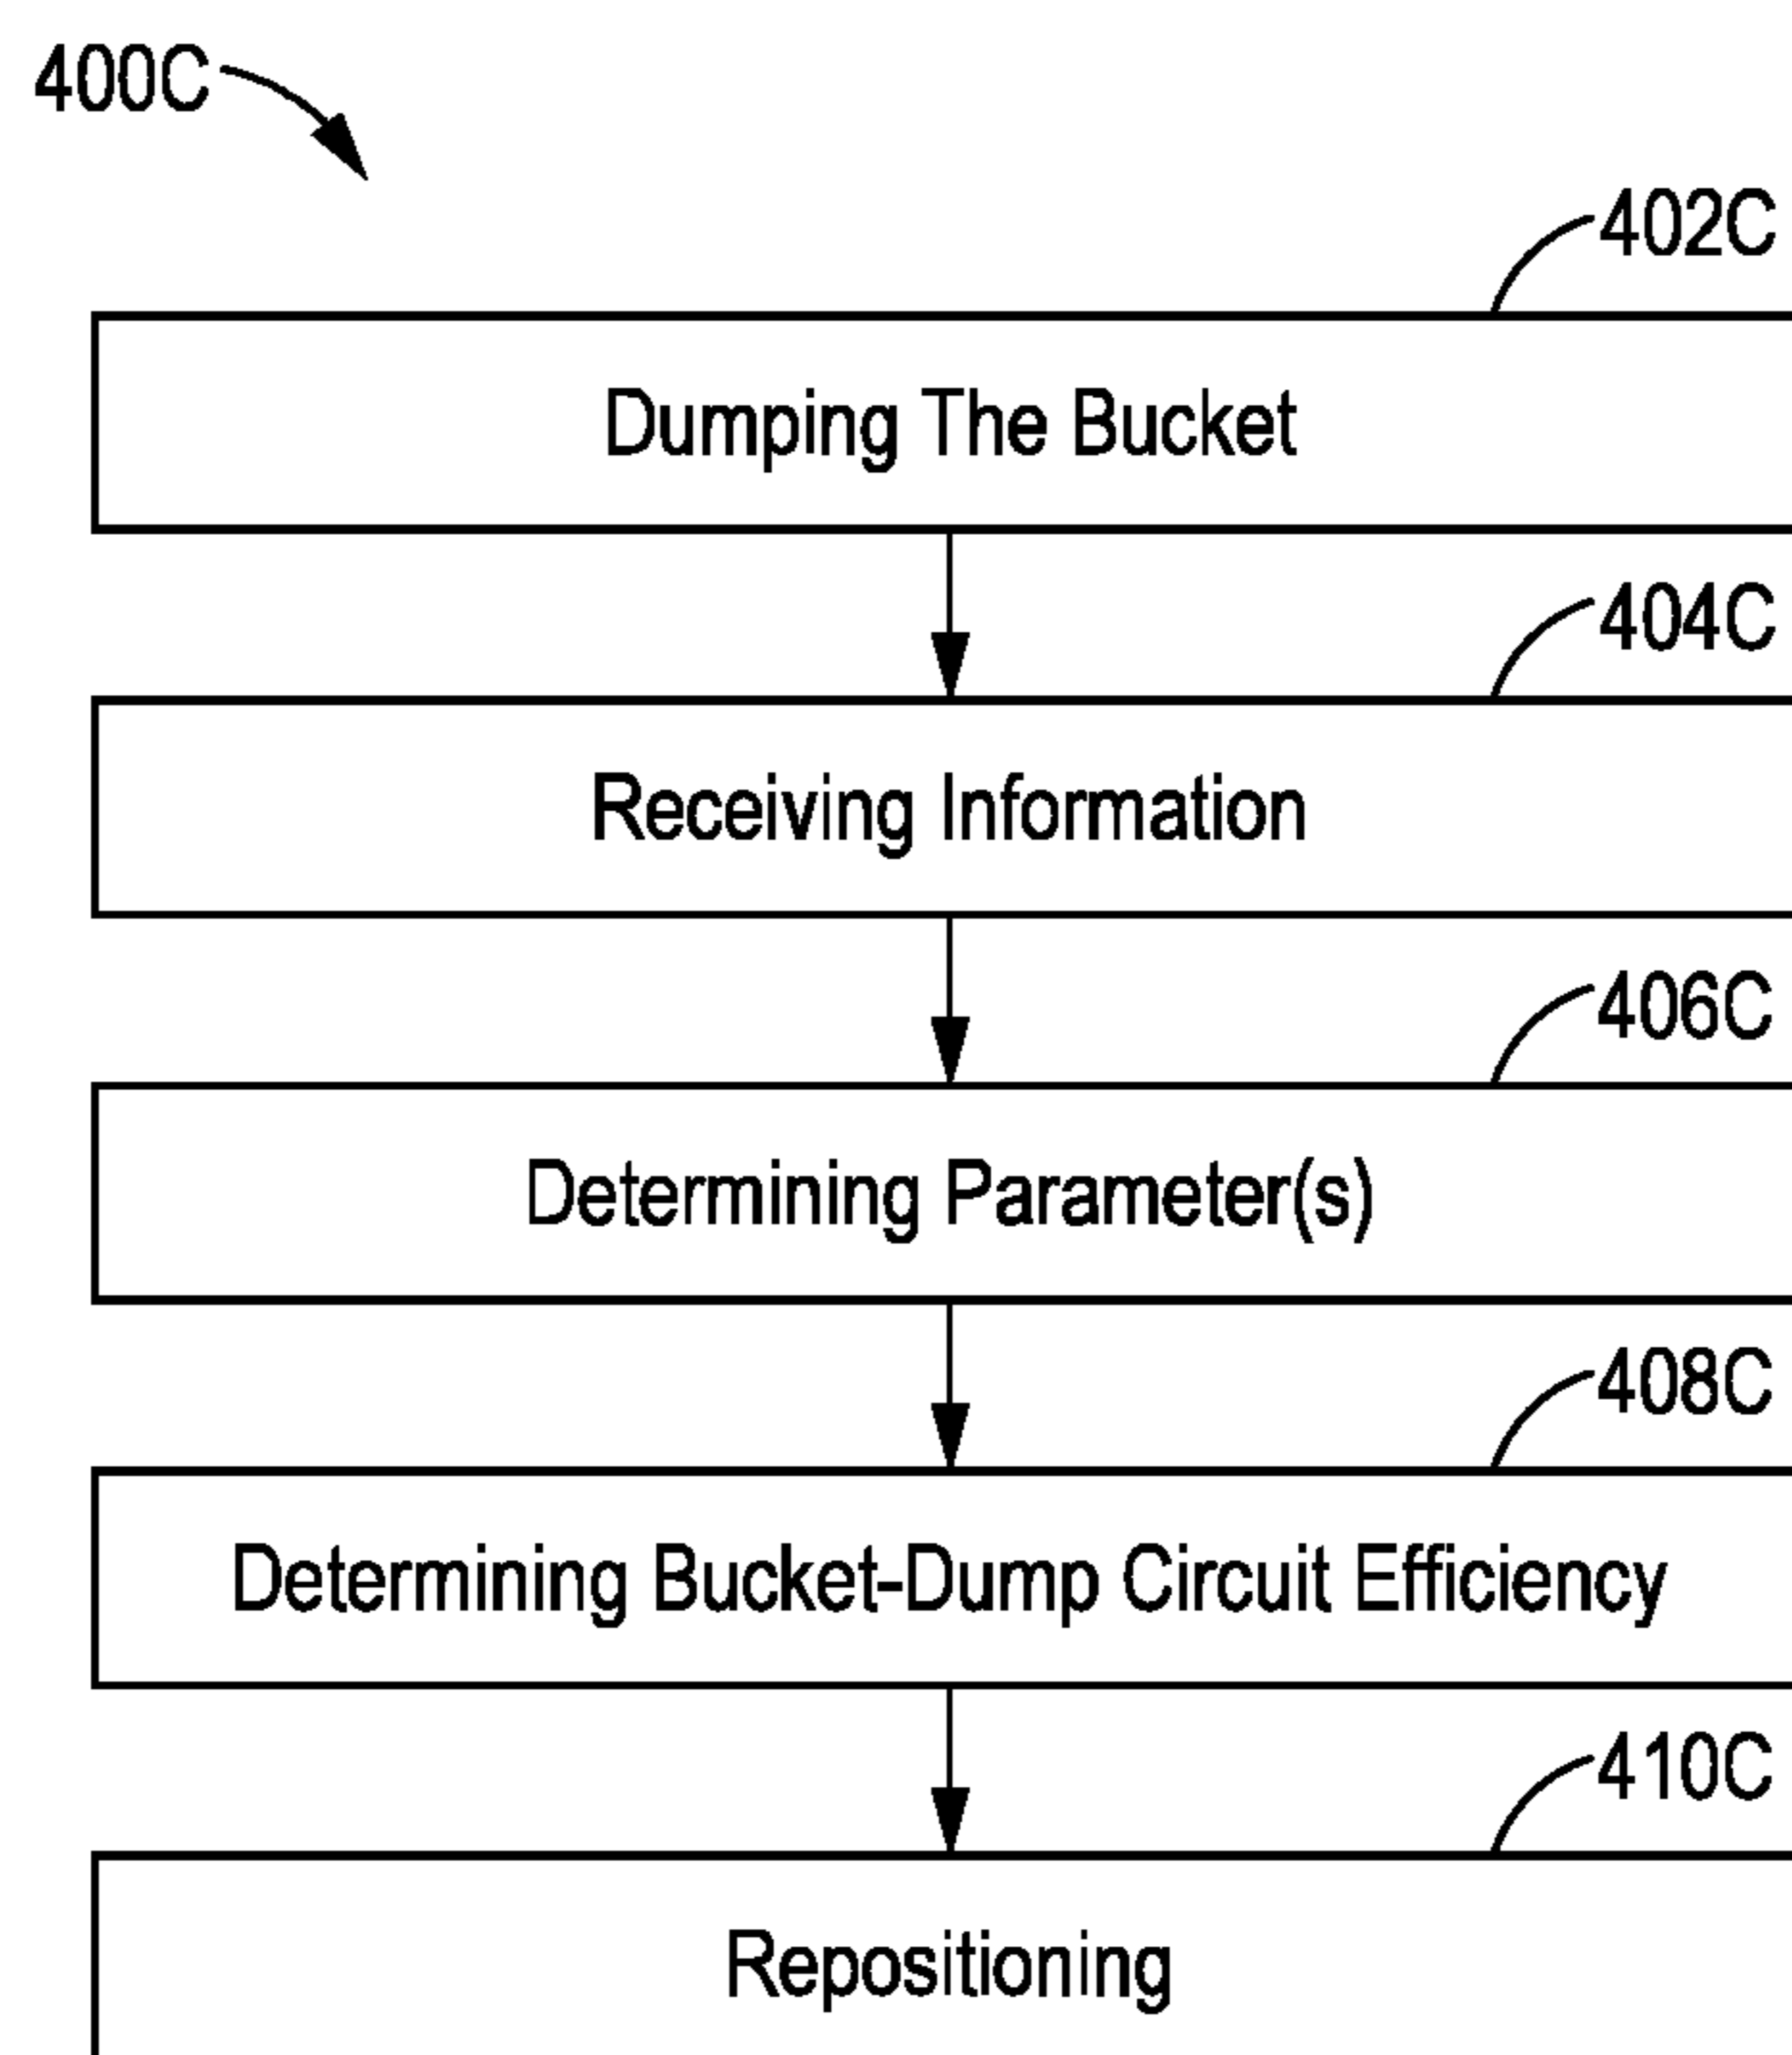 400C
402C
Dumping The Bucket
404C
Receiving Information
406C
Determining Parameter(s)
408C
Determining Bucket-Dump Circuit Efficiency
410C
Repositioning